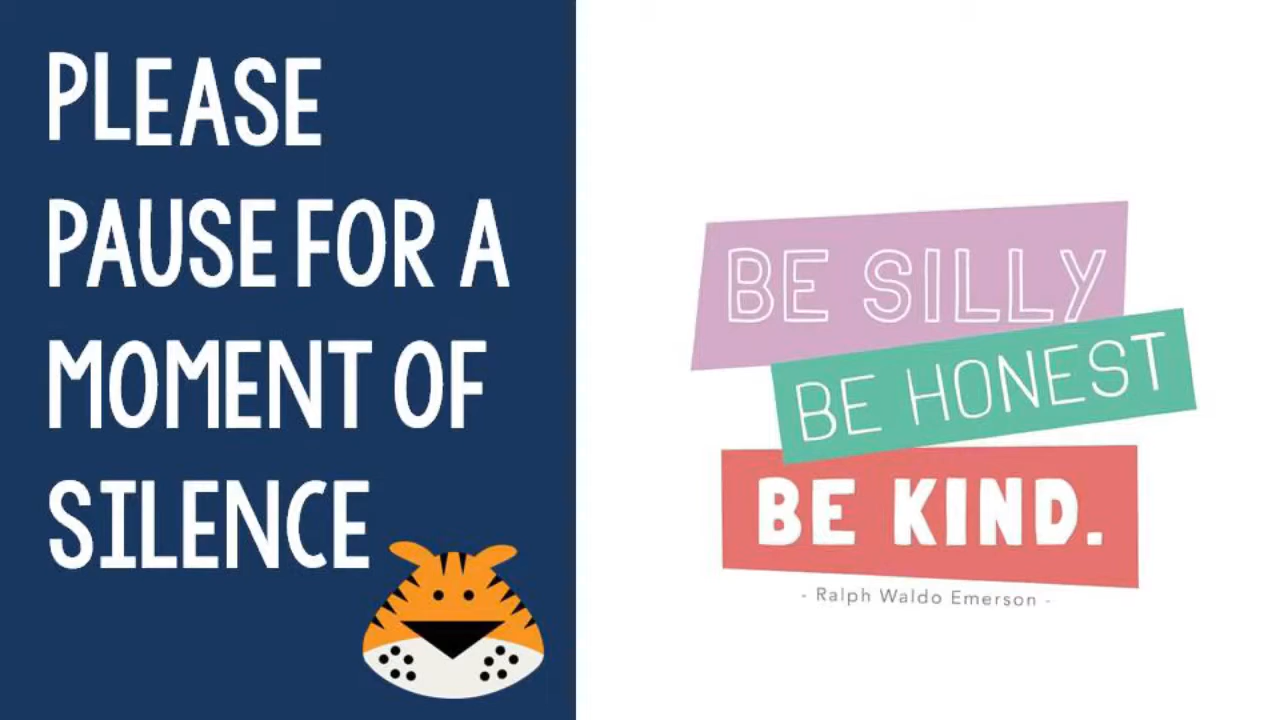 PLEASE
PAUSE FOR A
MOMENT OF
SILENCE
BE SILLY
BE HONEST
BE KIND.
- Ralph Waldo Emerson -